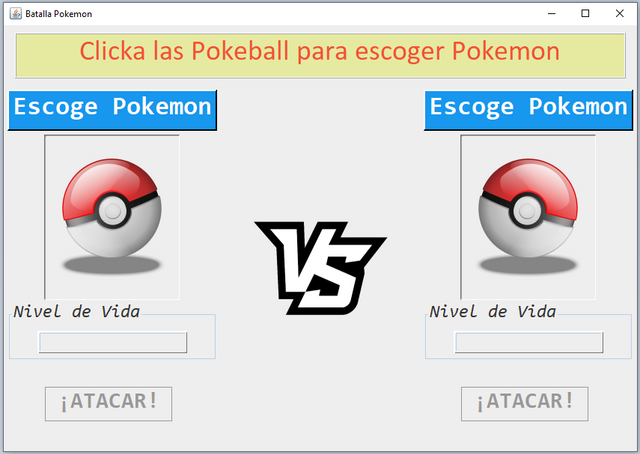 Batalla Pokemon
Clicka las Pokeball para escoger Pokemon
Escoge Pokemon
Escoge Pokemon
VS
Nivel de Vida
Nivel de Vida
¡ATACAR!
¡ATACAR!